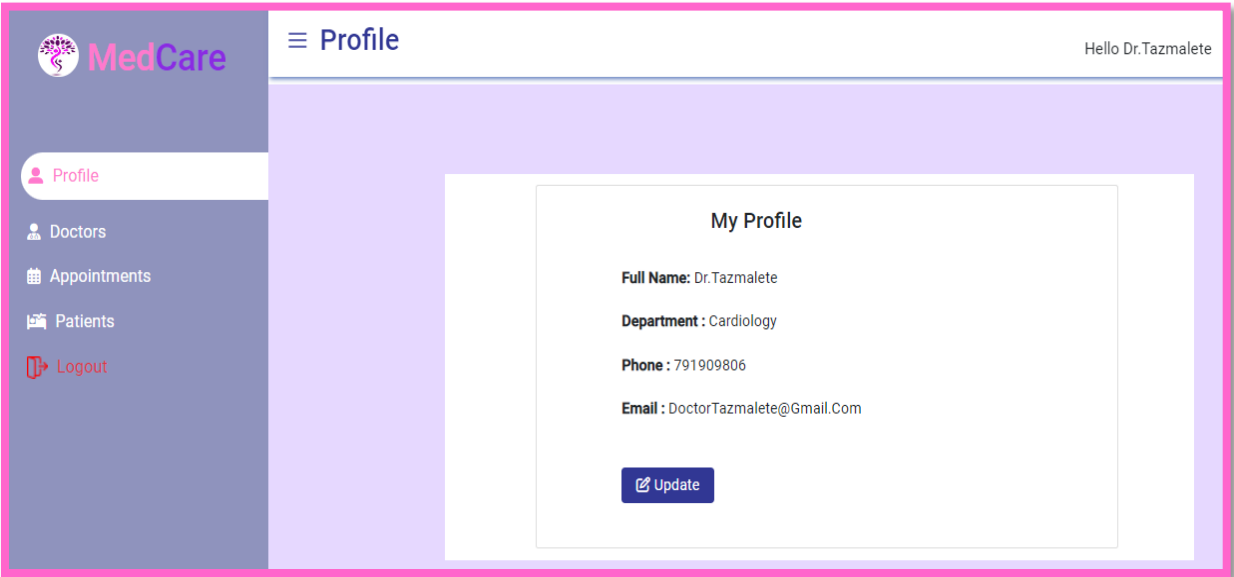 MedCare
Profile
Hello Dr.Tazmalete
Profile
Doctors
Appointments
Patients
Logout
My Profile
Full Name: Dr.Tazmalete
Department : Cardiology
Phone : 791909806
Email : DoctorTazmalete@Gmail.Com
Update